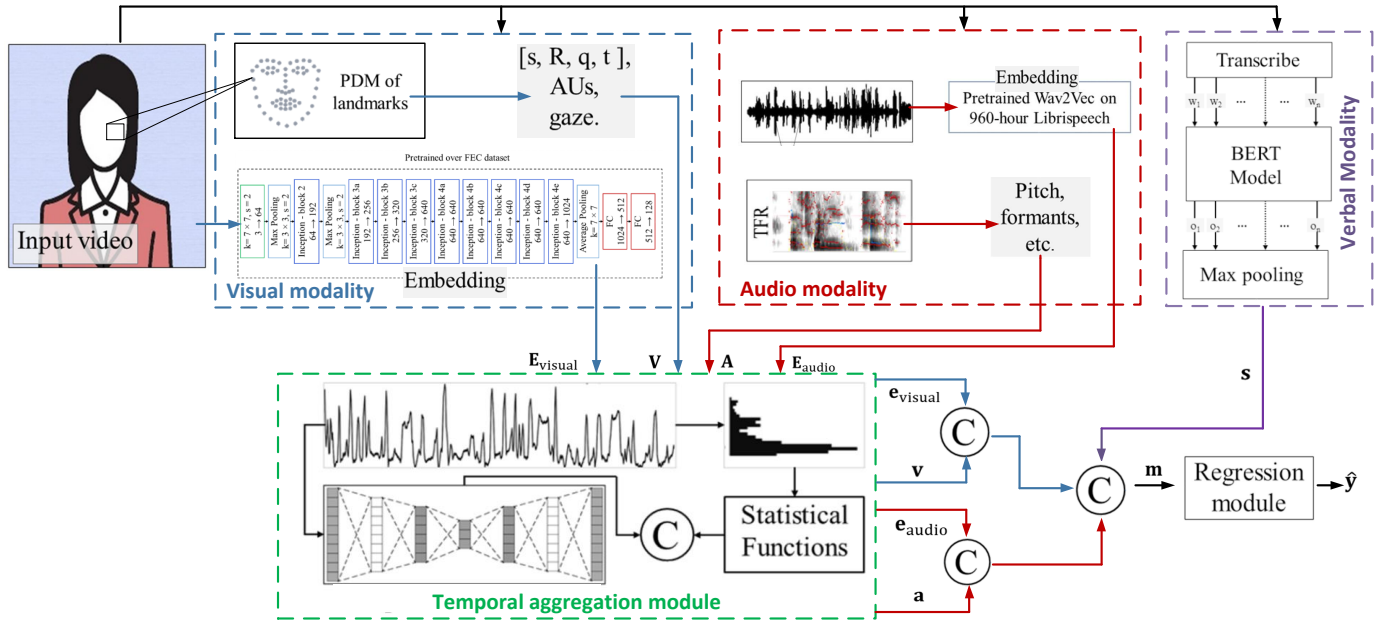 Input video
PDM of
landmarks
[s, R, q, t ],
AUs,
gaze.
Pretrained over FEC dataset
k= 7 × 7, s = 2
3 → 64
Max Pooling
k= 3 × 3, s = 2
Inception - block 2
64 → 192
Max Pooling
k= 3 × 3, s = 2
Inception - block 3a
192 → 256
Inception - block 3b
256 → 320
Inception - block 3c
320 → 640
Inception - block 4a
640 → 640
Inception - block 4b
640 → 640
Inception - block 4c
640 → 640
Inception - block 4d
640 → 640
Inception - block 4e
640 → 1024
Average Pooling
k= 7 × 7
FC
1024 → 512
FC
512 → 128
Embedding
Visual modality
Embedding
Pretrained Wav2Vec on
960-hour Librispeech
TFR
Pitch,
formants,
etc.
Audio modality
Transcribe
w₁ w₂ ... ... wₙ
BERT
Model
o₁ o₂ ... ... oₙ
Max pooling
Verbal Modality
E_visual
V
A
E_audio
s
C
Statistical
Functions
Temporal aggregation module
e_visual
C
v
e_audio
C
a
C
m
Regression
module
ŷ